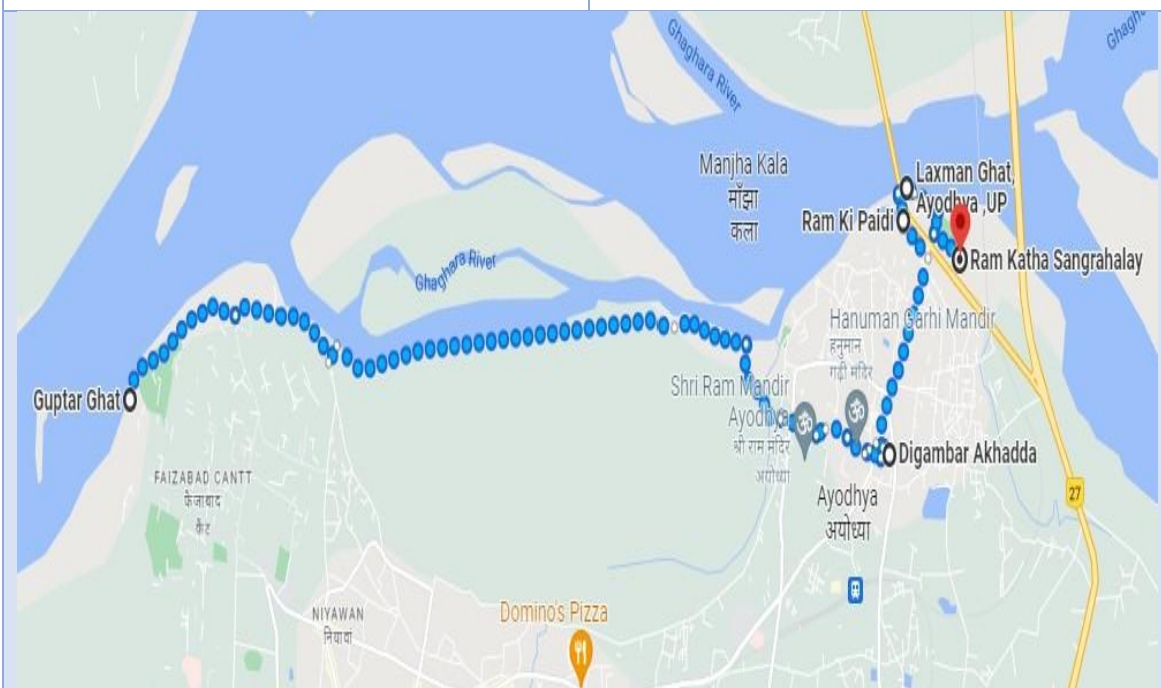 Ghaghara River
Ghagh
Manjha Kala
माँझा
कला
Laxman Ghat,
Ayodhya ,UP
Ram Ki Paidi
Ram Katha Sangrahalay
Ghaghara River
Hanuman Garhi Mandir
हनुमान
गढ़ी मंदिर
Guptar Ghat
Shri Ram Mandir
Ayodhya
श्री राम मंदिर
अयोध्या
Digambar Akhadda
FAIZABAD CANTT
फैजाबाद
कैंट
Ayodhya
अयोध्या
27
NIYAWAN
नियावां
Domino's Pizza